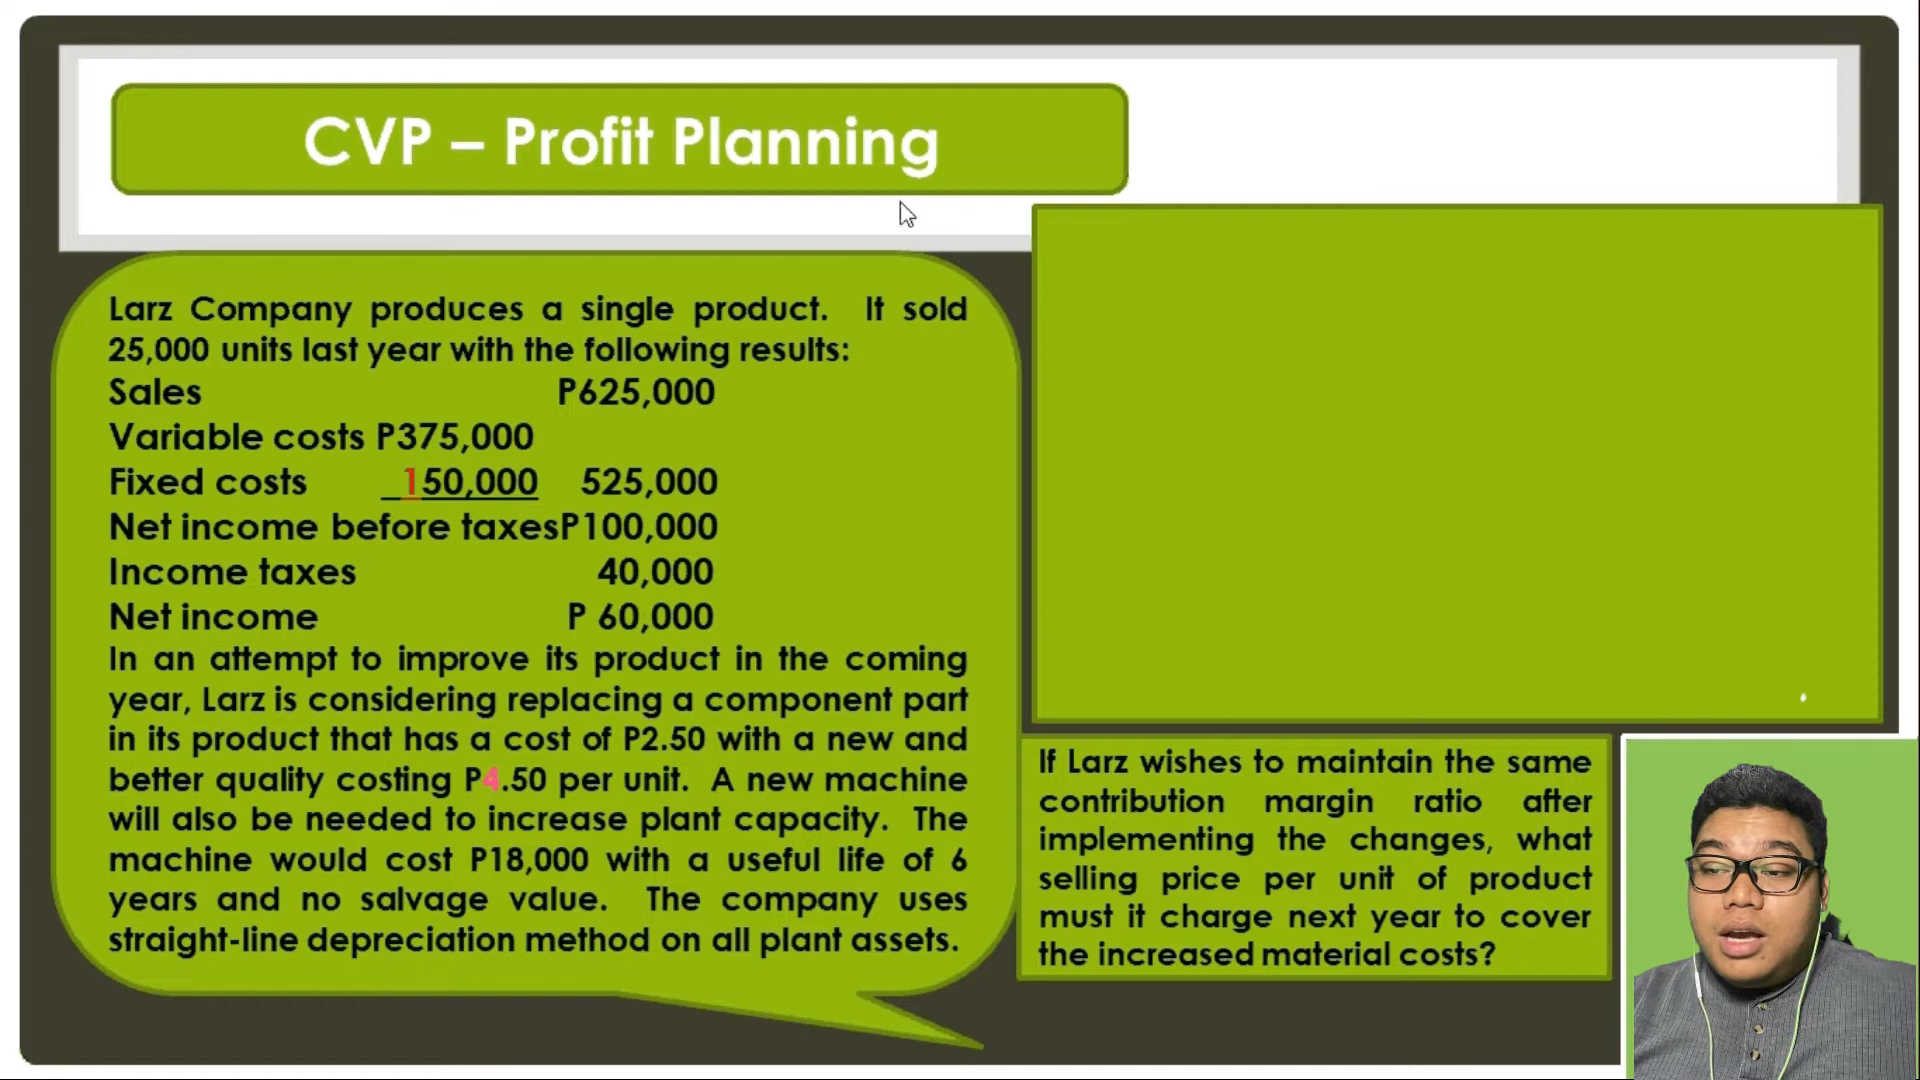 CVP – Profit Planning
Larz Company produces a single product. It sold
25,000 units last year with the following results:
Sales P625,000
Variable costs P375,000
Fixed costs 150,000 525,000
Net income before taxesP100,000
Income taxes 40,000
Net income P 60,000
In an attempt to improve its product in the coming
year, Larz is considering replacing a component part
in its product that has a cost of P2.50 with a new and
better quality costing P4.50 per unit. A new machine
will also be needed to increase plant capacity. The
machine would cost P18,000 with a useful life of 6
years and no salvage value. The company uses
straight-line depreciation method on all plant assets.
If Larz wishes to maintain the same
contribution margin ratio after
implementing the changes, what
selling price per unit of product
must it charge next year to cover
the increased material costs?